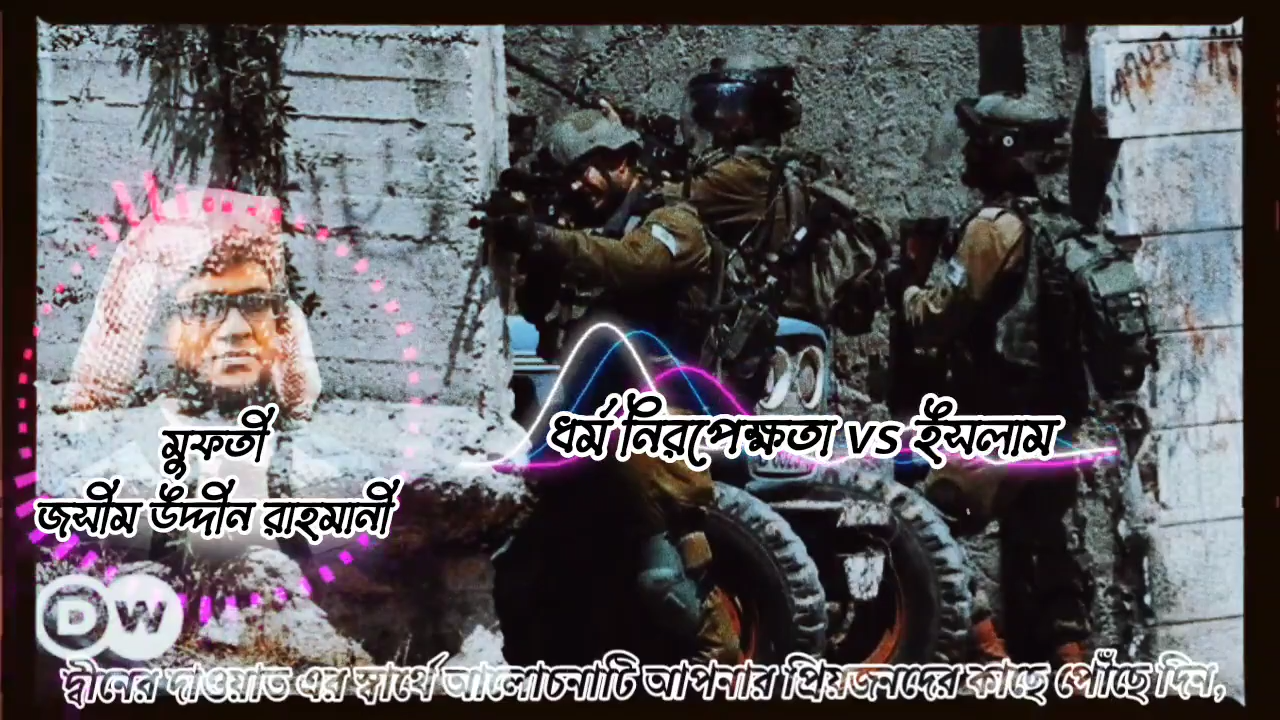 মুফতী
জসীম উদ্দীন রাহমানী
ধর্ম নিরপেক্ষতা vs ইসলাম
DW
দ্বীনের দাওয়াত এর স্বার্থে আলোচনাটি আপনার প্রিয়জনদের কাছে পৌঁছে দিন,